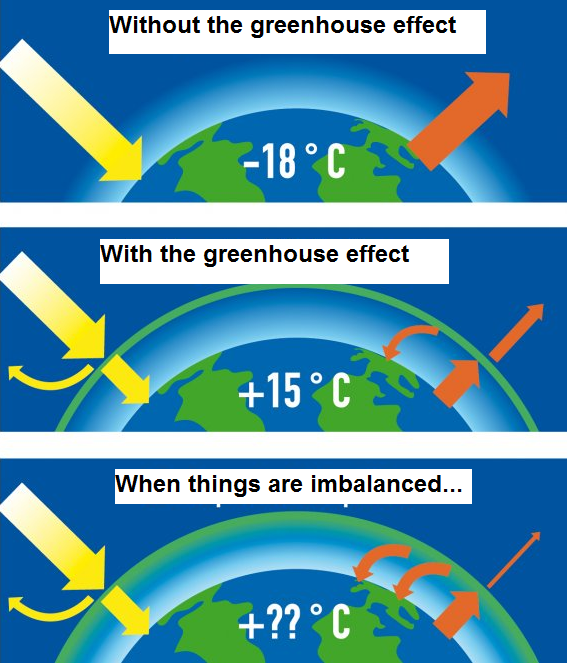 Without the greenhouse effect
-18°C
With the greenhouse effect
+15°C
When things are imbalanced...
+??°C